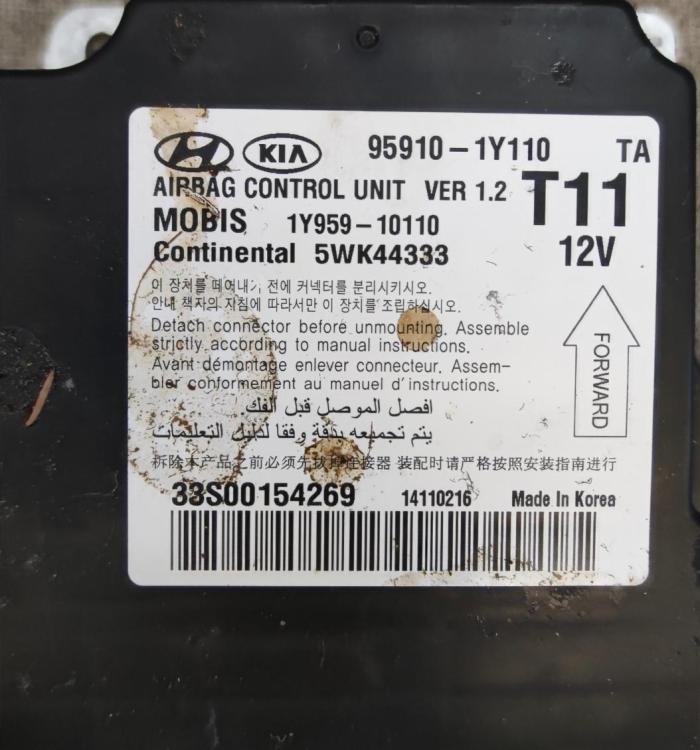 KIA 95910-1Y110 TA
AIRBAG CONTROL UNIT VER 1.2 T11
MOBIS 1Y959-10110
Continental 5WK44333 12V
이 장치를 떼어내기 전에 커넥터를 분리시키시오.
안내 책자의 지침에 따라서만 이 장치를 조립하십시오.
Detach connector before unmounting. Assemble
strictly according to manual instructions.
Avant démontage enlever connecteur. Assem-
bler conformement au manuel d'instructions.
FORWARD
افصل الموصل قبل الفك.
يتم تجميعه بدقة وفقا لدليل التعليمات
拆除本产品之前必须先拔掉连接器 装配时请严格按照安装指南进行
33S00154269 14110216 Made In Korea